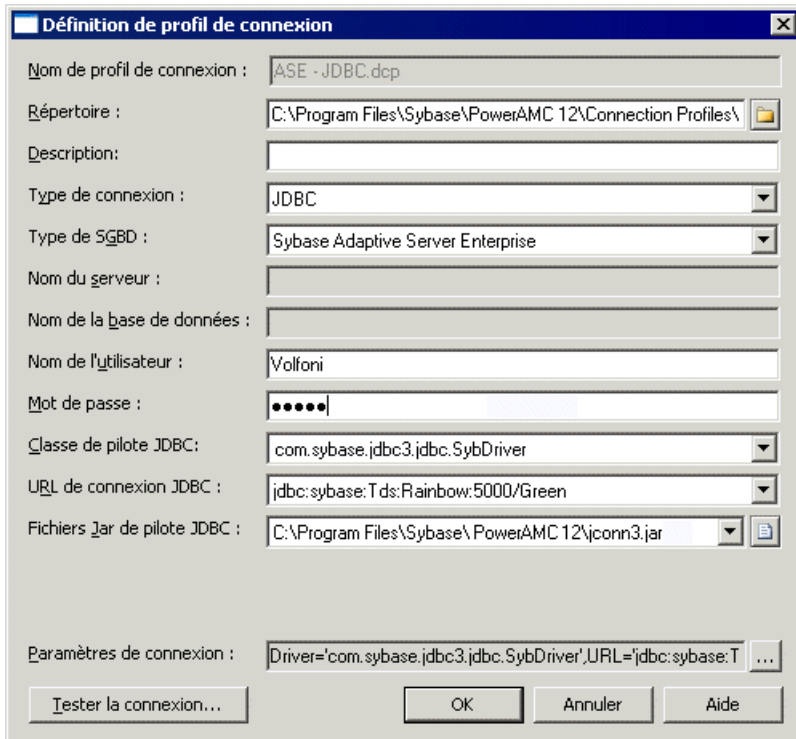 Définition de profil de connexion
Nom de profil de connexion : ASE - JDBC.dcp
Répertoire : C:\Program Files\Sybase\PowerAMC 12\Connection Profiles\
Description:
Type de connexion : JDBC
Type de SGBD : Sybase Adaptive Server Enterprise
Nom du serveur :
Nom de la base de données :
Nom de l'utilisateur : Volfoni
Mot de passe : ●●●●●
Classe de pilote JDBC: com.sybase.jdbc3.jdbc.SybDriver
URL de connexion JDBC : jdbc:sybase:Tds:Rainbow:5000/Green
Fichiers Jar de pilote JDBC : C:\Program Files\Sybase\ PowerAMC 12\jconn3.jar
Paramètres de connexion : Driver='com.sybase.jdbc3.jdbc.SybDriver',URL='jdbc:sybase:T ...
Tester la connexion... OK Annuler Aide